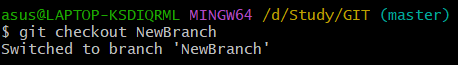 asus@LAPTOP-KSDIQRML MINGW64 /d/Study/GIT (master)
$ git checkout NewBranch
Switched to branch 'NewBranch'